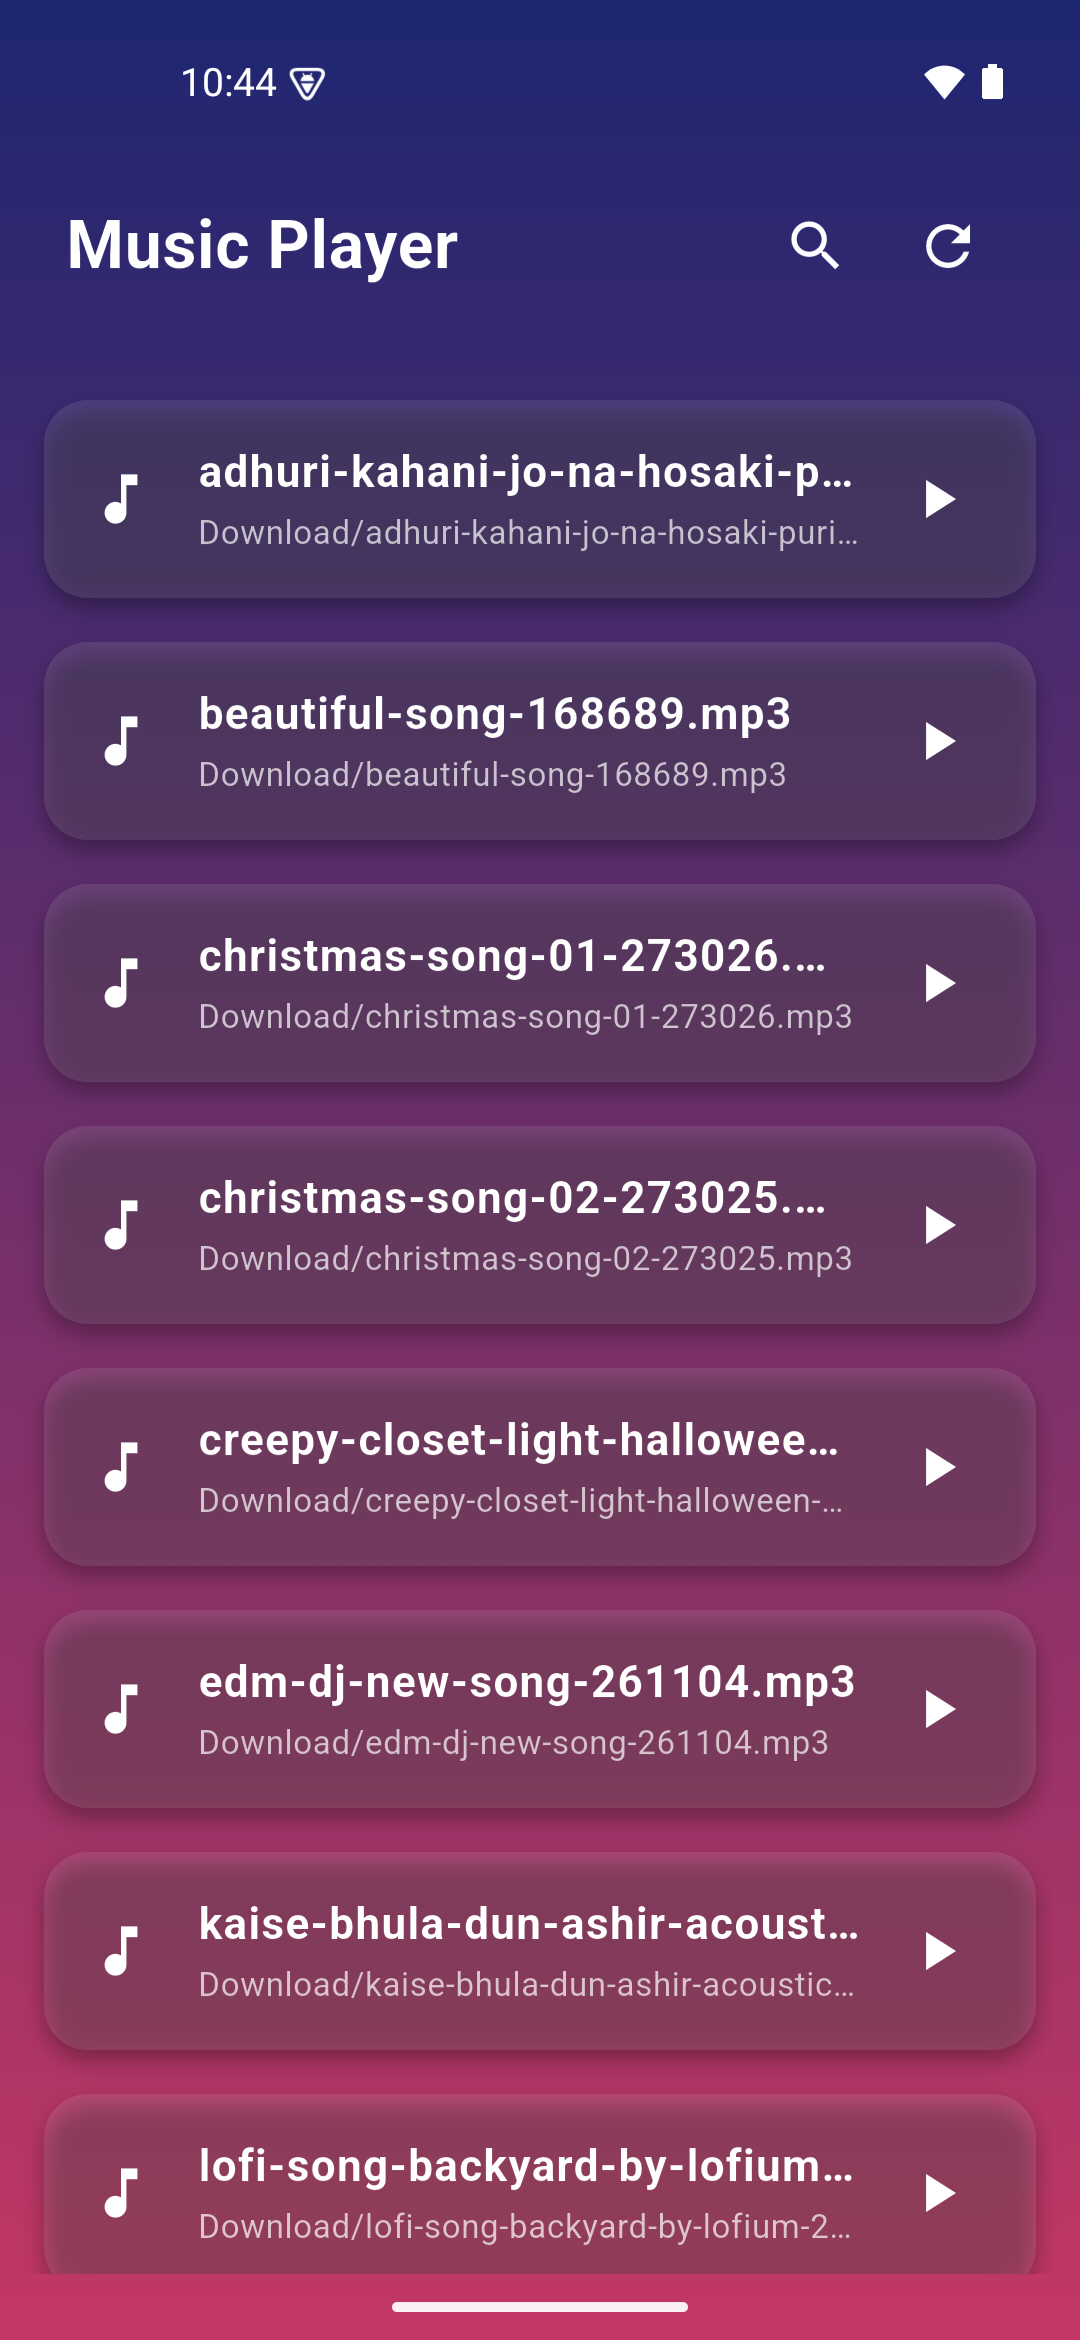 10:44
Music Player
adhuri-kahani-jo-na-hosaki-p...
Download/adhuri-kahani-jo-na-hosaki-puri...
beautiful-song-168689.mp3
Download/beautiful-song-168689.mp3
christmas-song-01-273026....
Download/christmas-song-01-273026.mp3
christmas-song-02-273025....
Download/christmas-song-02-273025.mp3
creepy-closet-light-hallowee...
Download/creepy-closet-light-halloween-...
edm-dj-new-song-261104.mp3
Download/edm-dj-new-song-261104.mp3
kaise-bhula-dun-ashir-acoust...
Download/kaise-bhula-dun-ashir-acoustic...
lofi-song-backyard-by-lofium...
Download/lofi-song-backyard-by-lofium-2...